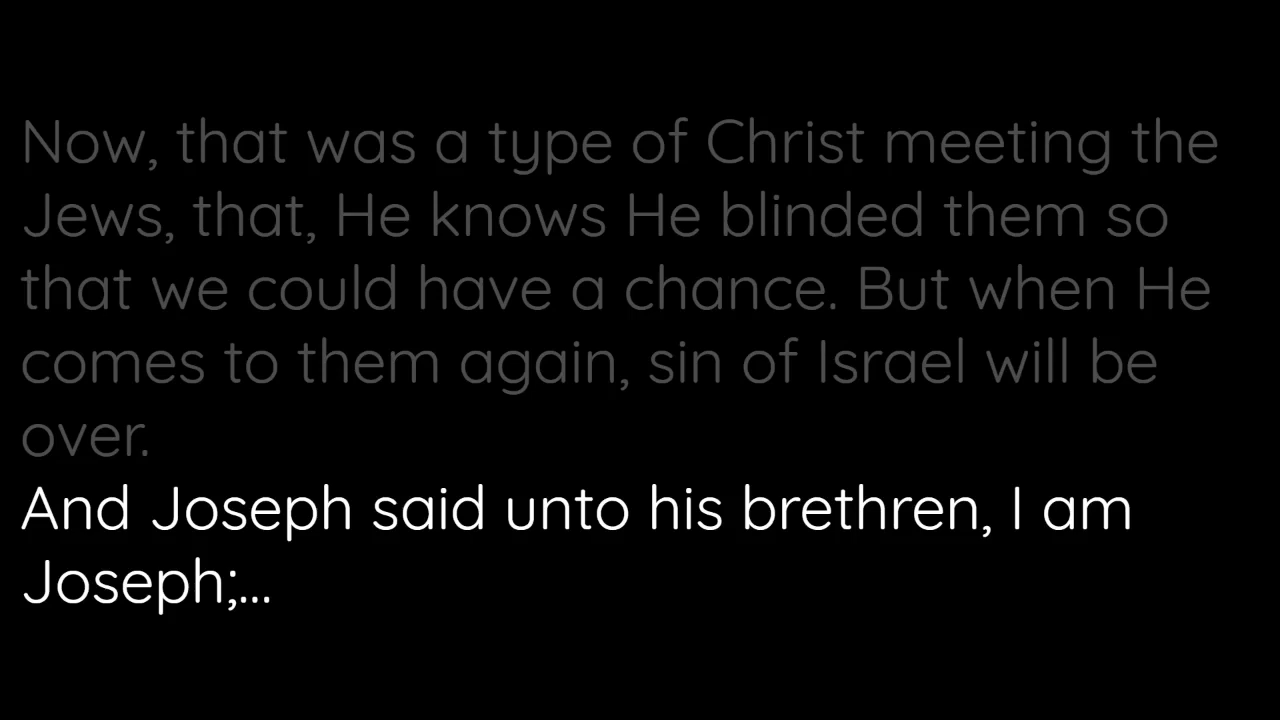 Now, that was a type of Christ meeting the
Jews, that, He knows He blinded them so
that we could have a chance. But when He
comes to them again, sin of Israel will be
over.
And Joseph said unto his brethren, I am
Joseph;...